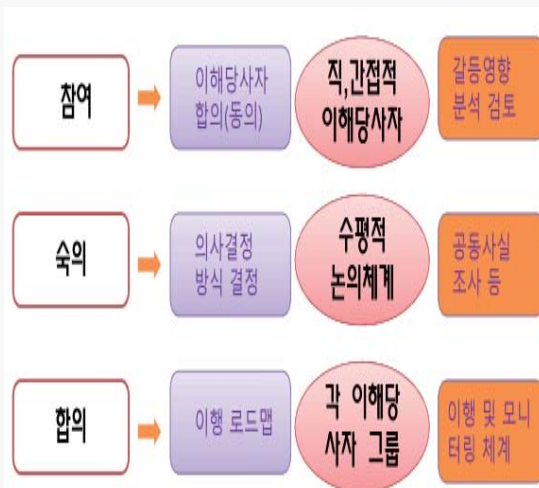 참여
이해당사자
합의(동의)
직,간접적
이해당사자
갈등영향
분석 검토
숙의
의사결정
방식 결정
수평적
논의체계
공동사실
조사 등
합의
이행 로드맵
각 이해당
사자 그룹
이행 및 모니
터링 체계